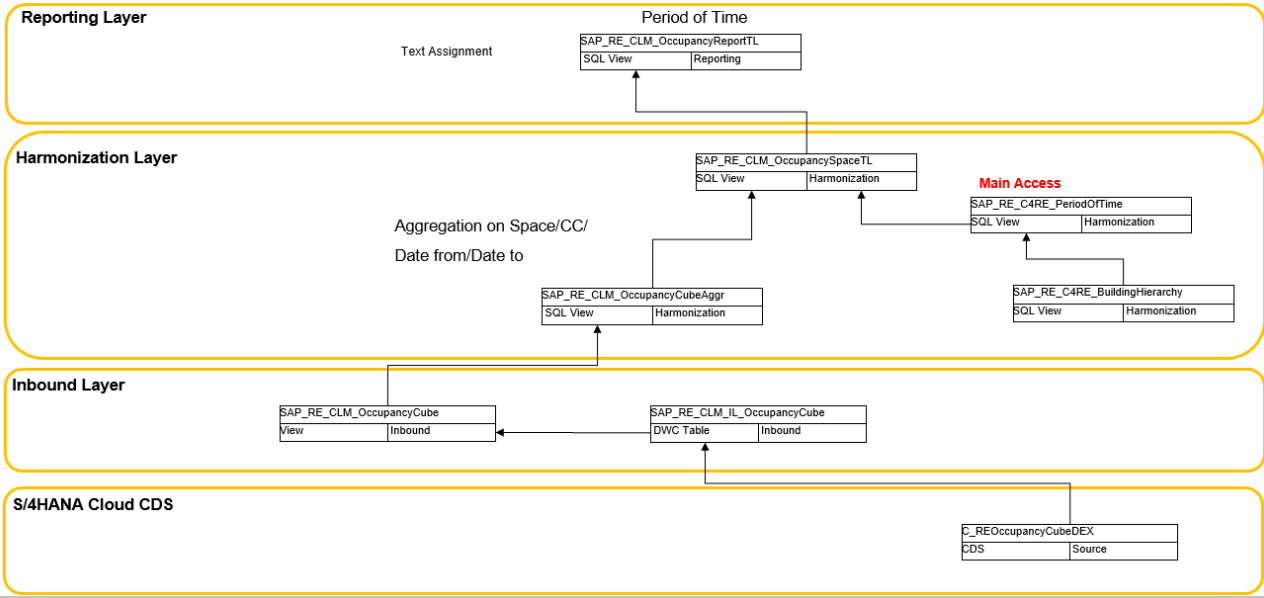 Reporting Layer
Period of Time
SAP_RE_CLM_OccupancyReportTL
Text Assignment
SQL View
Reporting
Harmonization Layer
SAP_RE_CLM_OccupancySpaceTL
SQL View
Harmonization
Main Access
SAP_RE_C4RE_PeriodOfTime
SQL View
Harmonization
Aggregation on Space/CC/
Date from/Date to
SAP_RE_CLM_OccupancyCubeAggr
SQL View
Harmonization
SAP_RE_C4RE_BuildingHierarchy
SQL View
Harmonization
Inbound Layer
SAP_RE_CLM_OccupancyCube
View
Inbound
SAP_RE_CLM_IL_OccupancyCube
DWC Table
Inbound
S/4HANA Cloud CDS
C_REOccupancyCubeDEX
CDS
Source